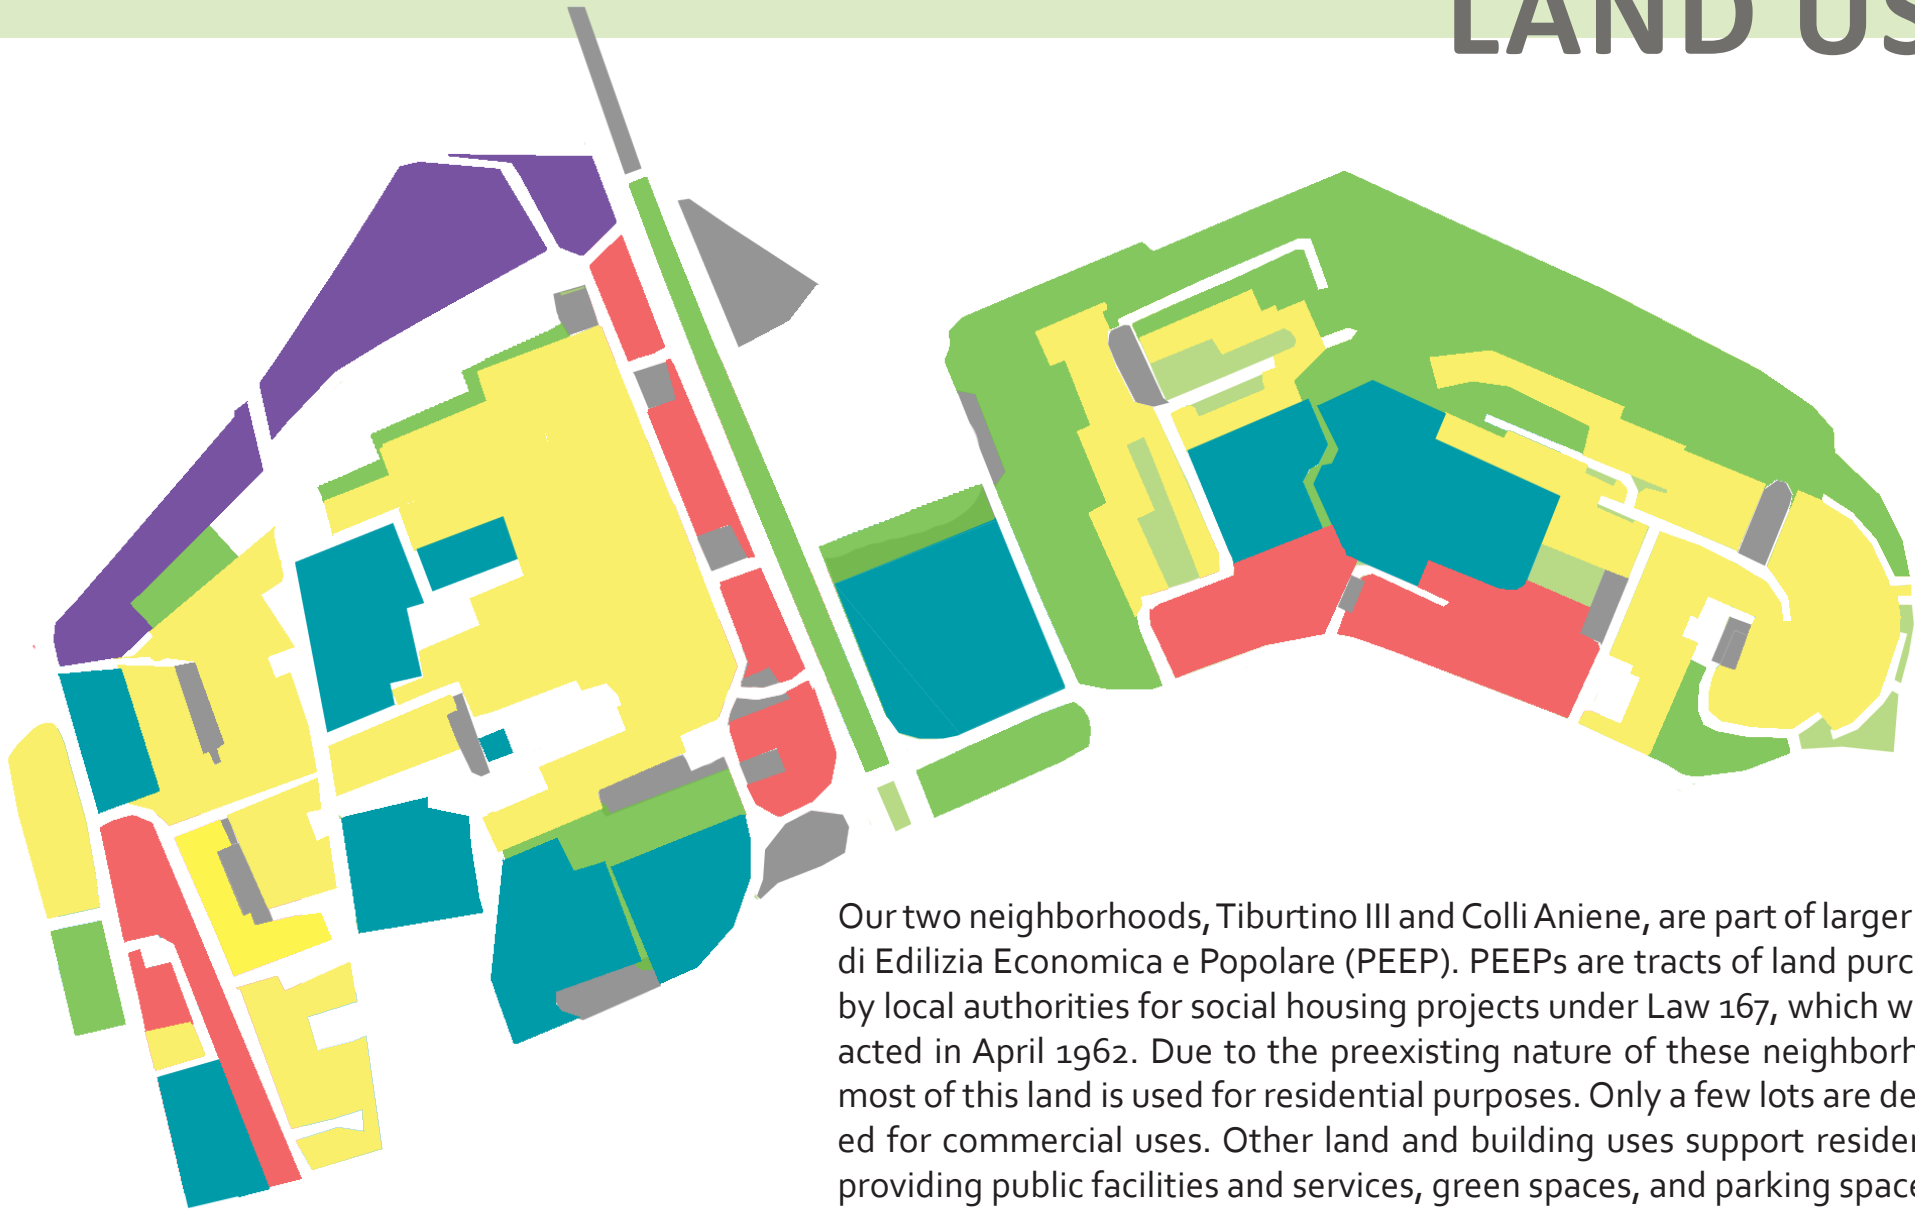 LAND US
Our two neighborhoods, Tiburtino III and Colli Aniene, are part of larger
di Edilizia Economica e Popolare (PEEP). PEEPs are tracts of land purc
by local authorities for social housing projects under Law 167, which w
acted in April 1962. Due to the preexisting nature of these neighborh
most of this land is used for residential purposes. Only a few lots are de
ed for commercial uses. Other land and building uses support resider
providing public facilities and services, green spaces, and parking space